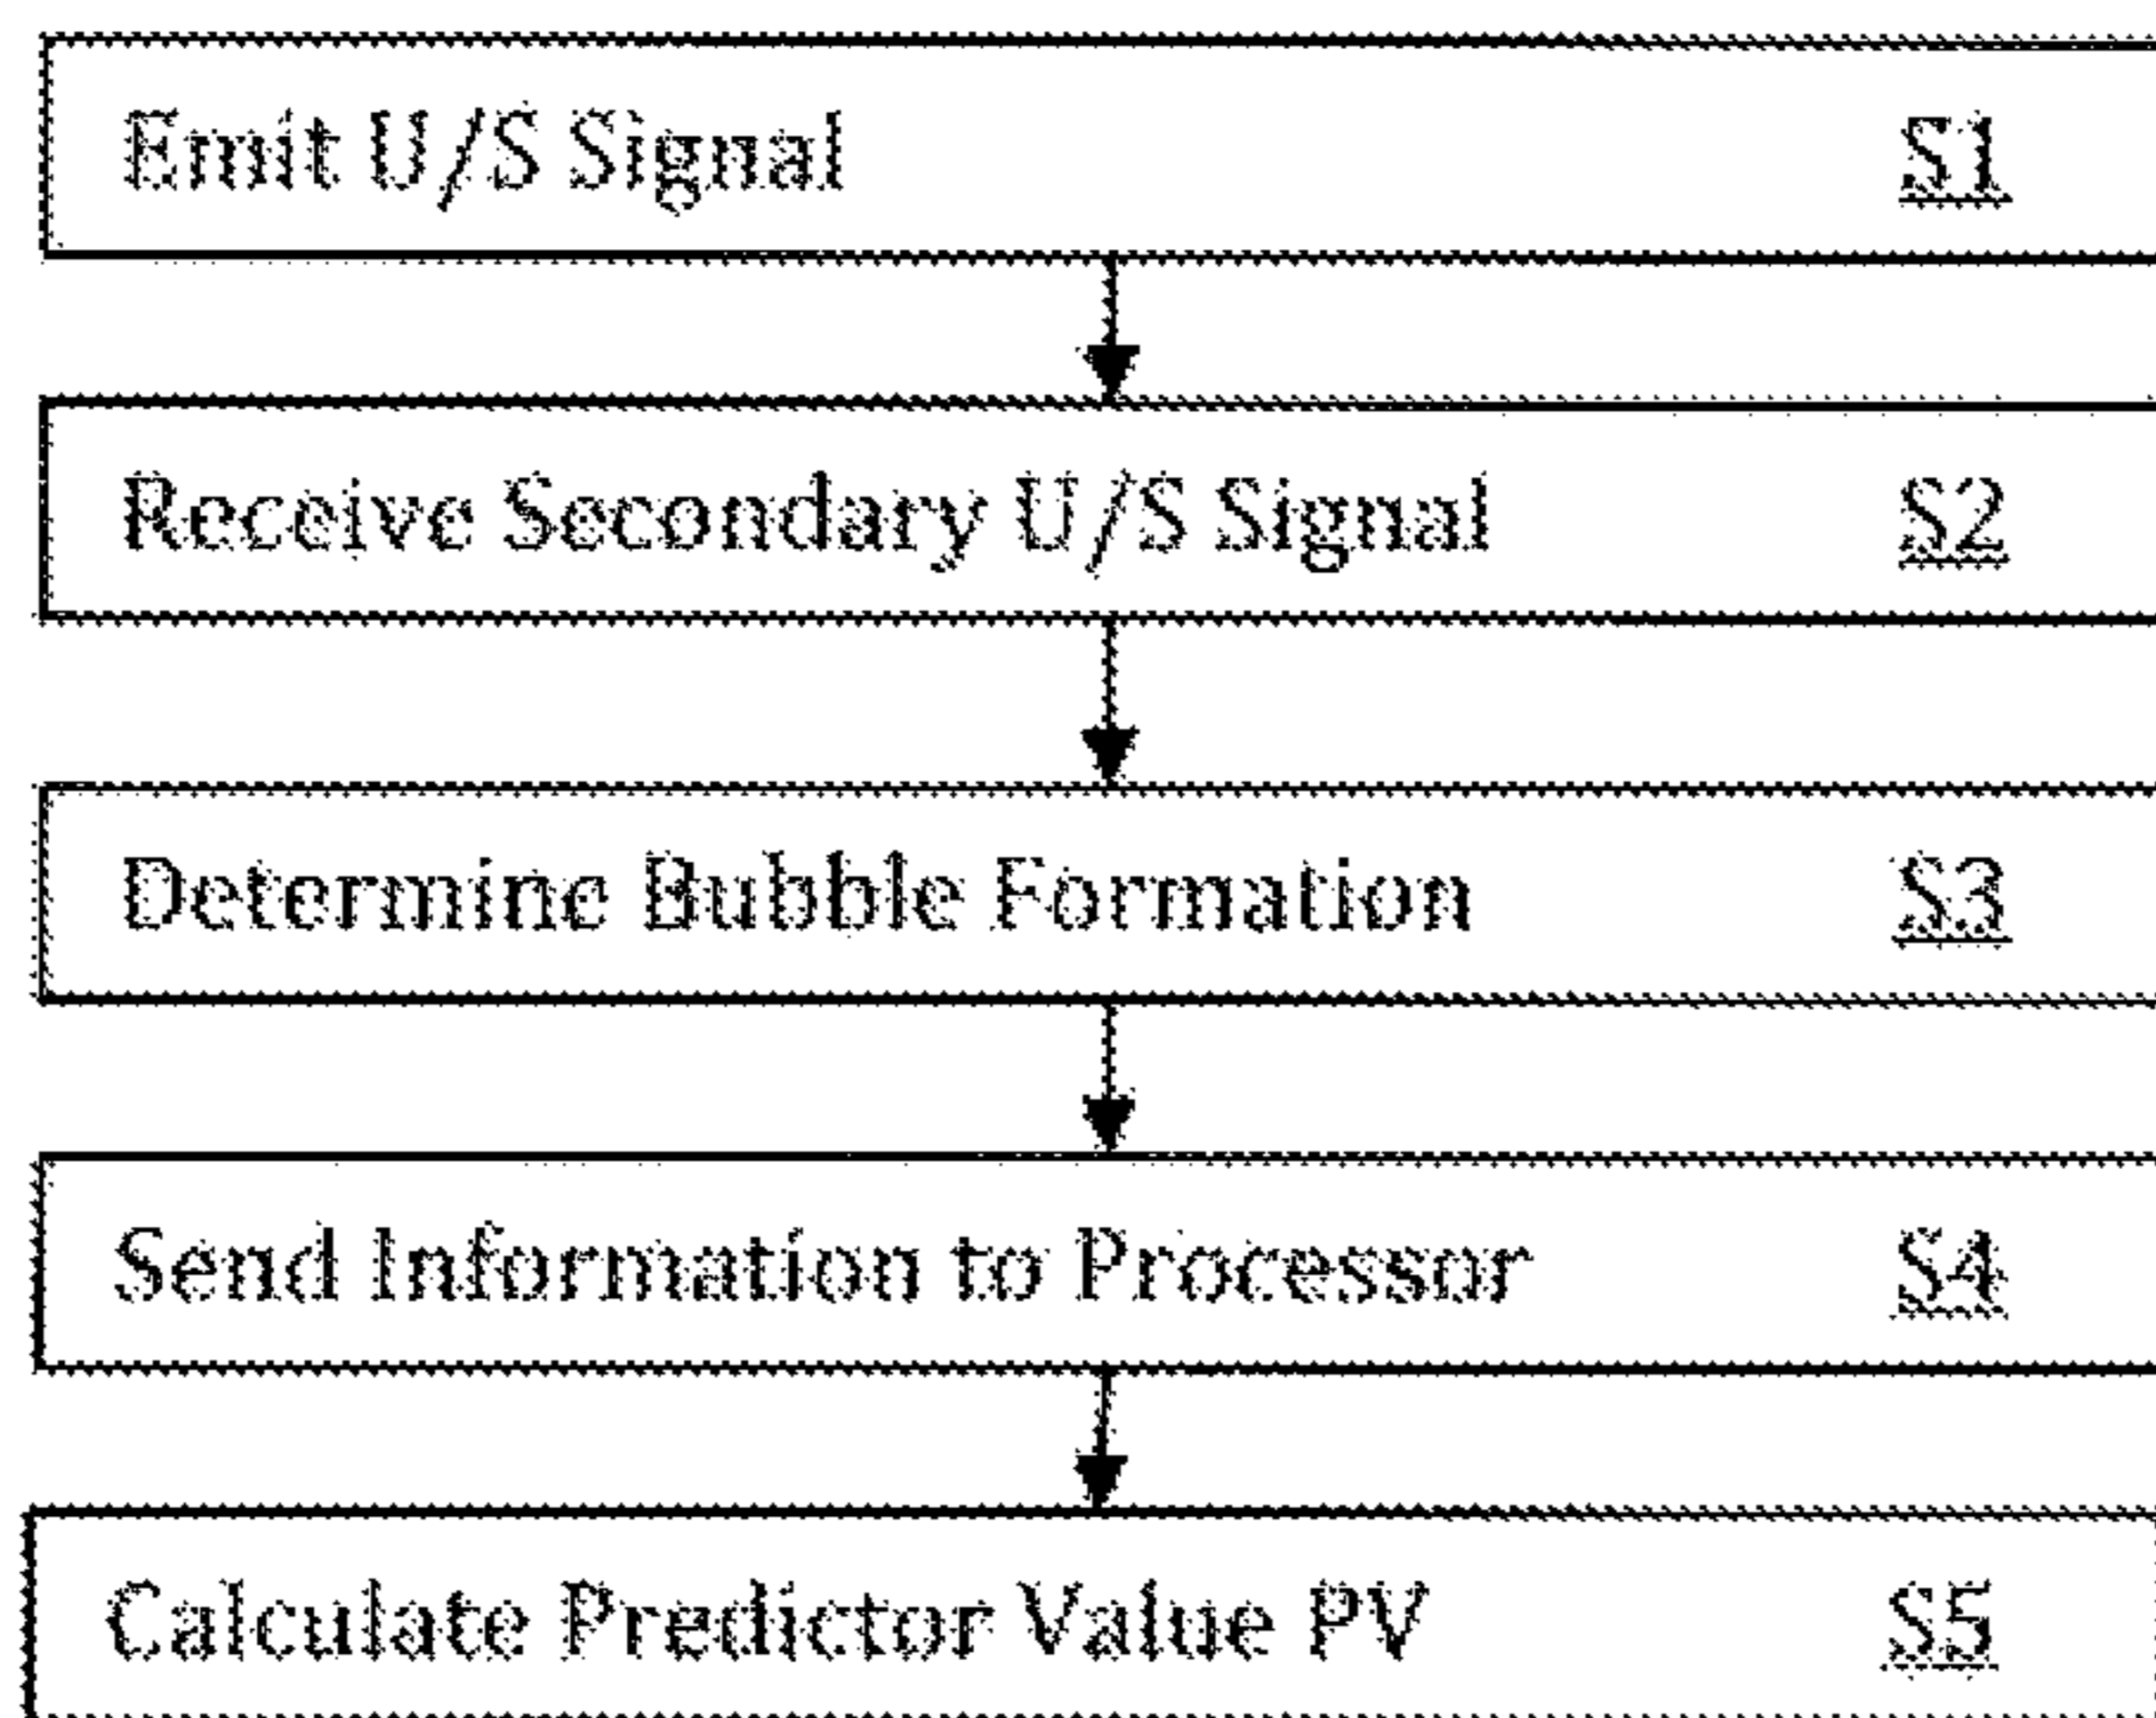 Emit U/S Signal S1
Receive Secondary U/S Signal S2
Determine Bubble Formation S3
Send Information to Processor S4
Calculate Predictor Value PV S5